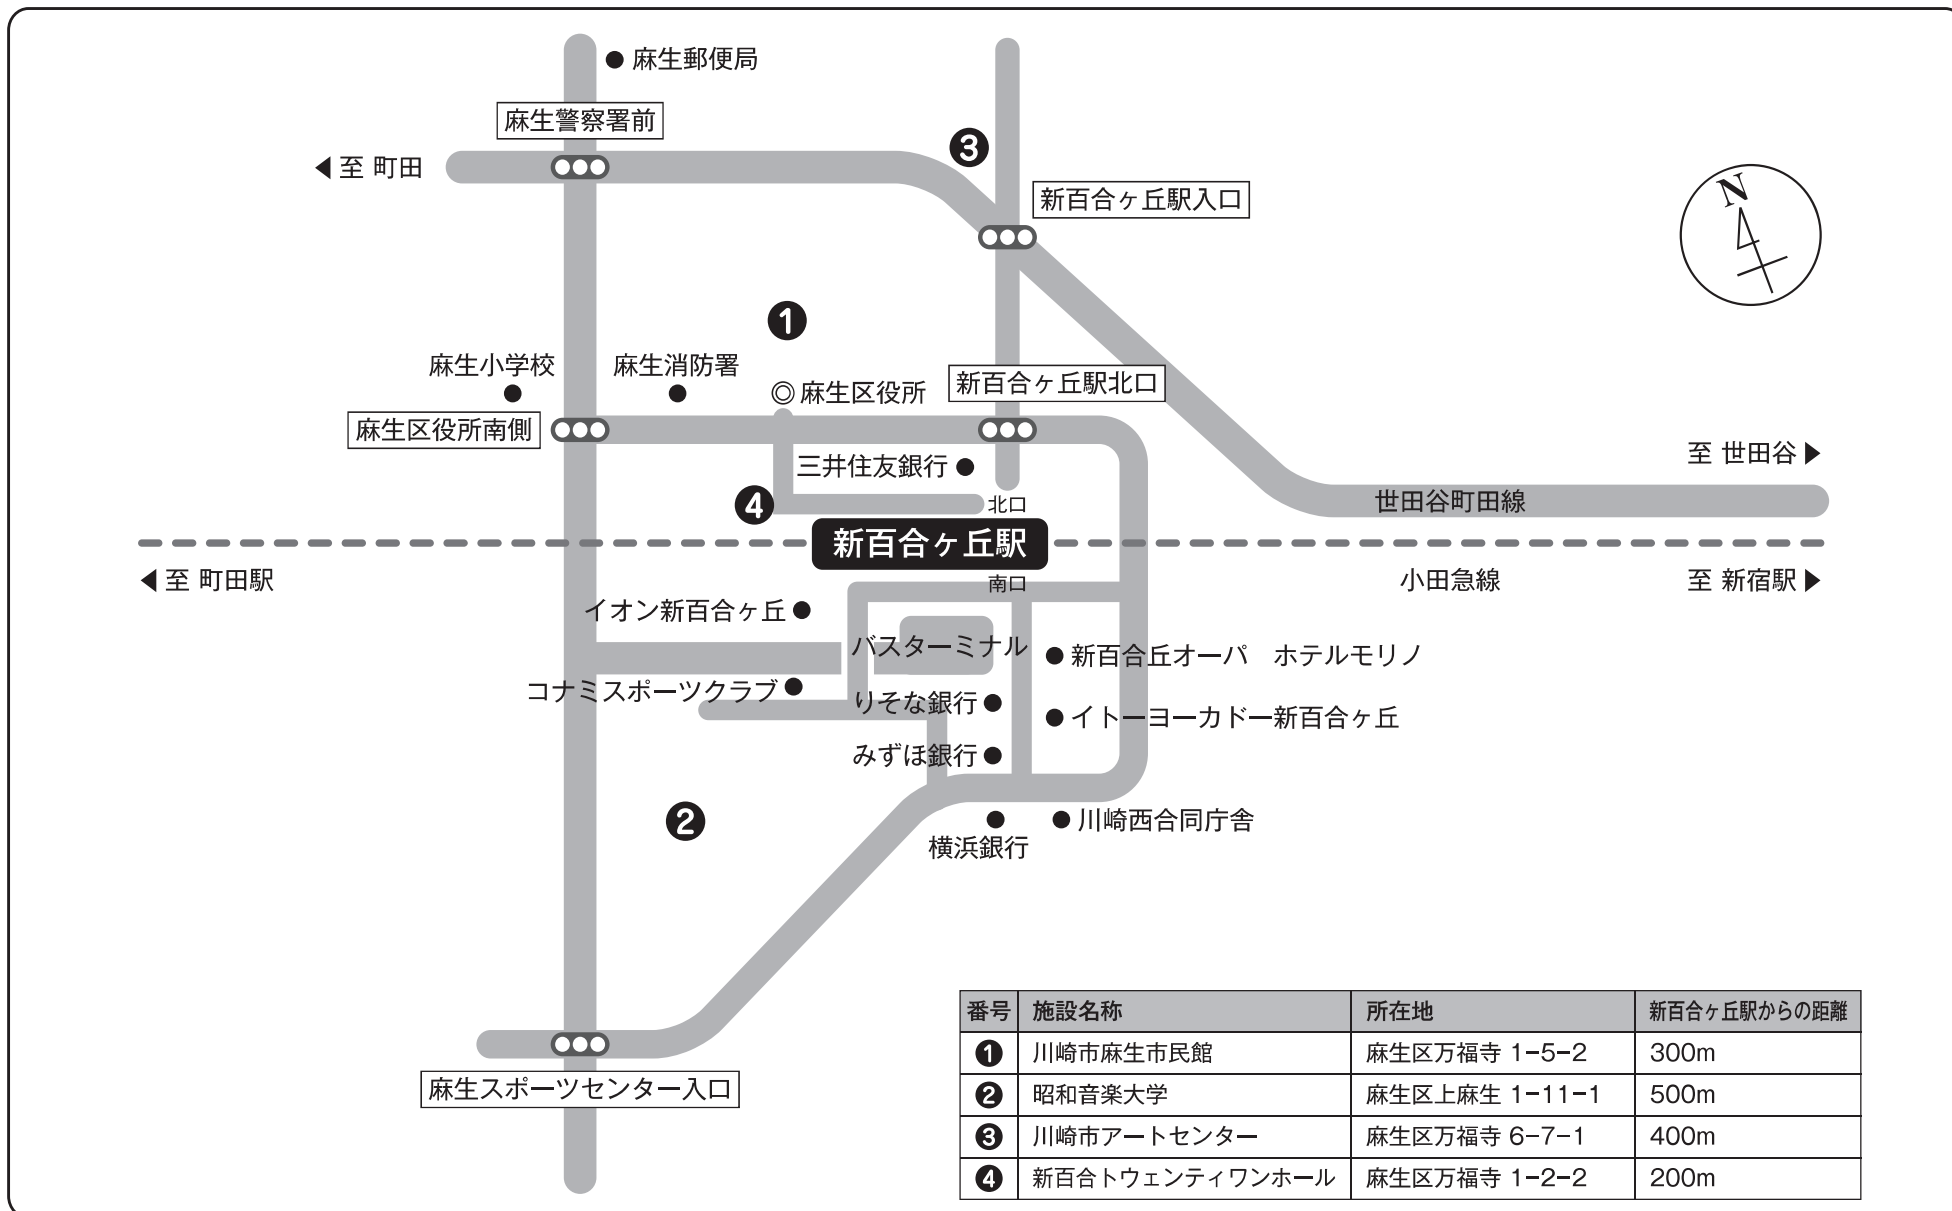 麻生郵便局
麻生警察署前
◀至 町田
❸
新百合ヶ丘駅入口
N
❶
麻生小学校
麻生消防署
◎麻生区役所
新百合ヶ丘駅北口
麻生区役所南側
三井住友銀行
至 世田谷▶
世田谷町田線
❹
北口
新百合ヶ丘駅
南口
◀至 町田駅
小田急線
至 新宿駅▶
イオン新百合ヶ丘
バスターミナル
新百合丘オーパ　ホテルモリノ
コナミスポーツクラブ
りそな銀行
イトーヨーカドー新百合ヶ丘
みずほ銀行
❷
横浜銀行
川崎西合同庁舎
麻生スポーツセンター入口
番号 施設名称 所在地 新百合ヶ丘駅からの距離
❶ 川崎市麻生市民館 麻生区万福寺 1-5-2 300m
❷ 昭和音楽大学 麻生区上麻生 1-11-1 500m
❸ 川崎市アートセンター 麻生区万福寺 6-7-1 400m
❹ 新百合トウェンティワンホール 麻生区万福寺 1-2-2 200m